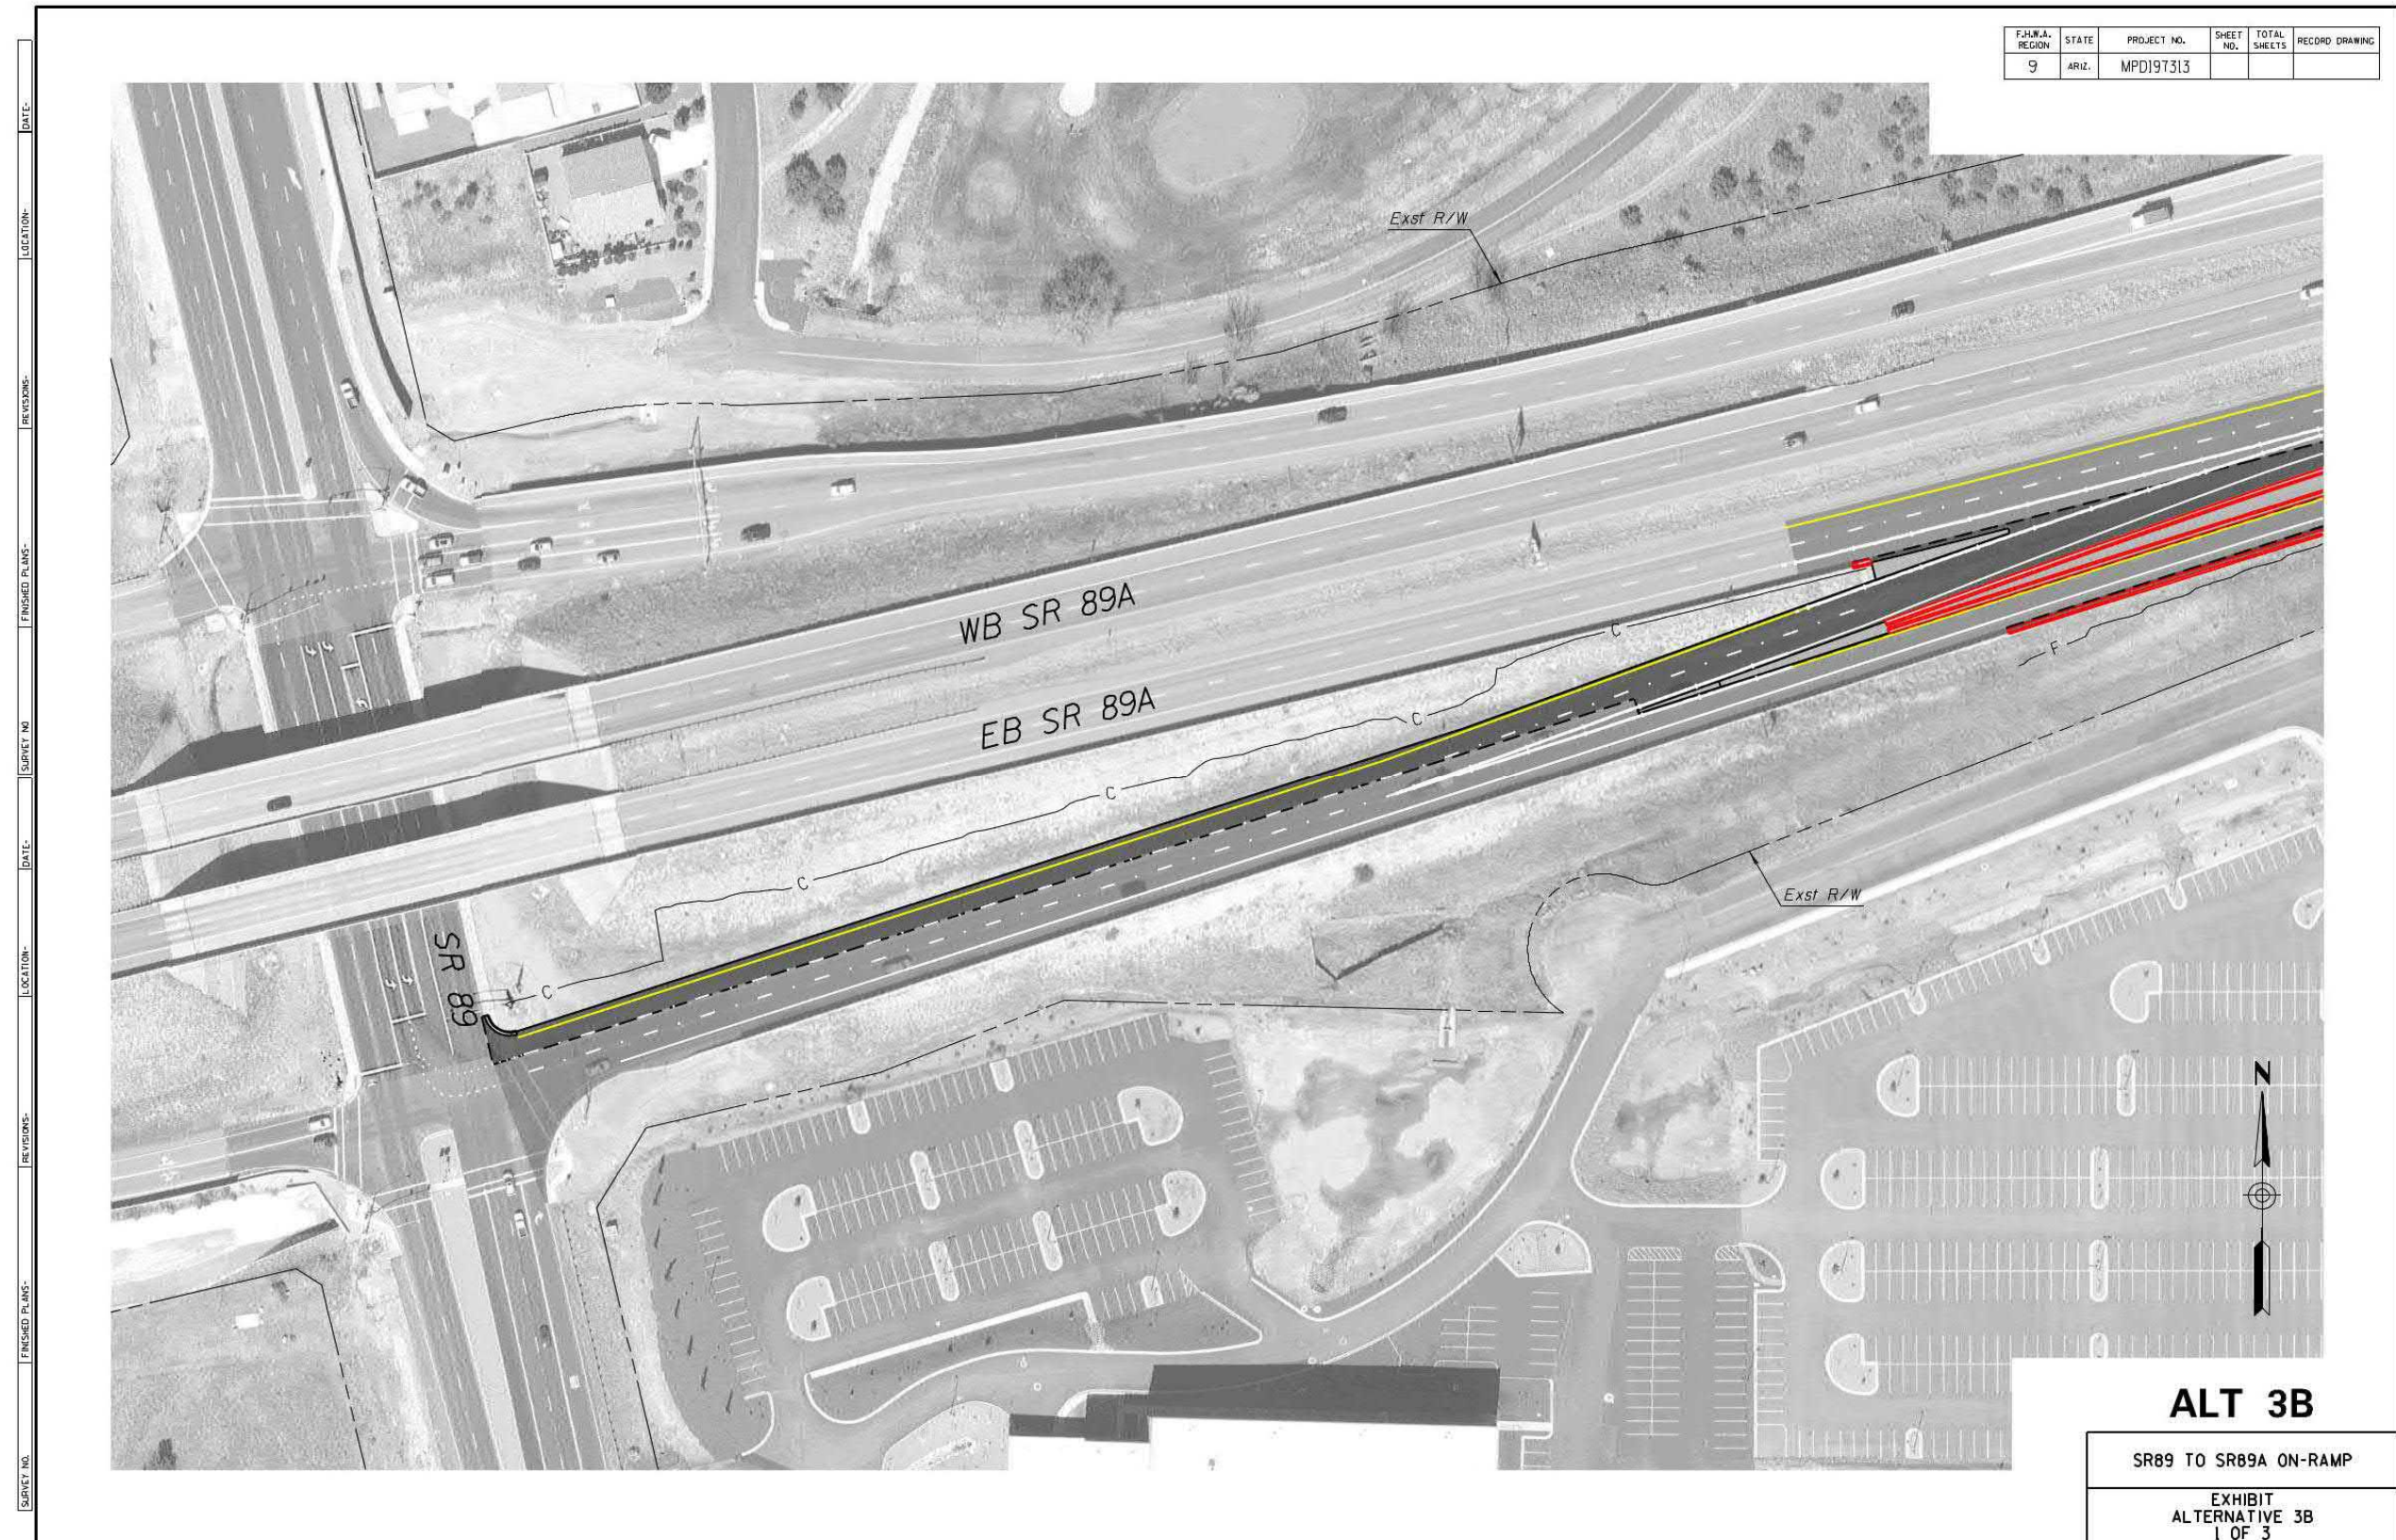 F.H.W.A. REGION
STATE
PROJECT NO.
SHEET NO.
TOTAL SHEETS
RECORD DRAWING
9
ARIZ.
MPD197313
DATE-
LOCATION-
REVISIONS-
FINISHED PLANS-
SURVEY NO
DATE-
LOCATION-
REVISIONS-
FINISHED PLANS-
SURVEY NO.
Exst R/W
WB SR 89A
EB SR 89A
C
C
C
C
C
F
Exst R/W
SR 89
N
ALT 3B
SR89 TO SR89A ON-RAMP
EXHIBIT
ALTERNATIVE 3B
1 OF 3